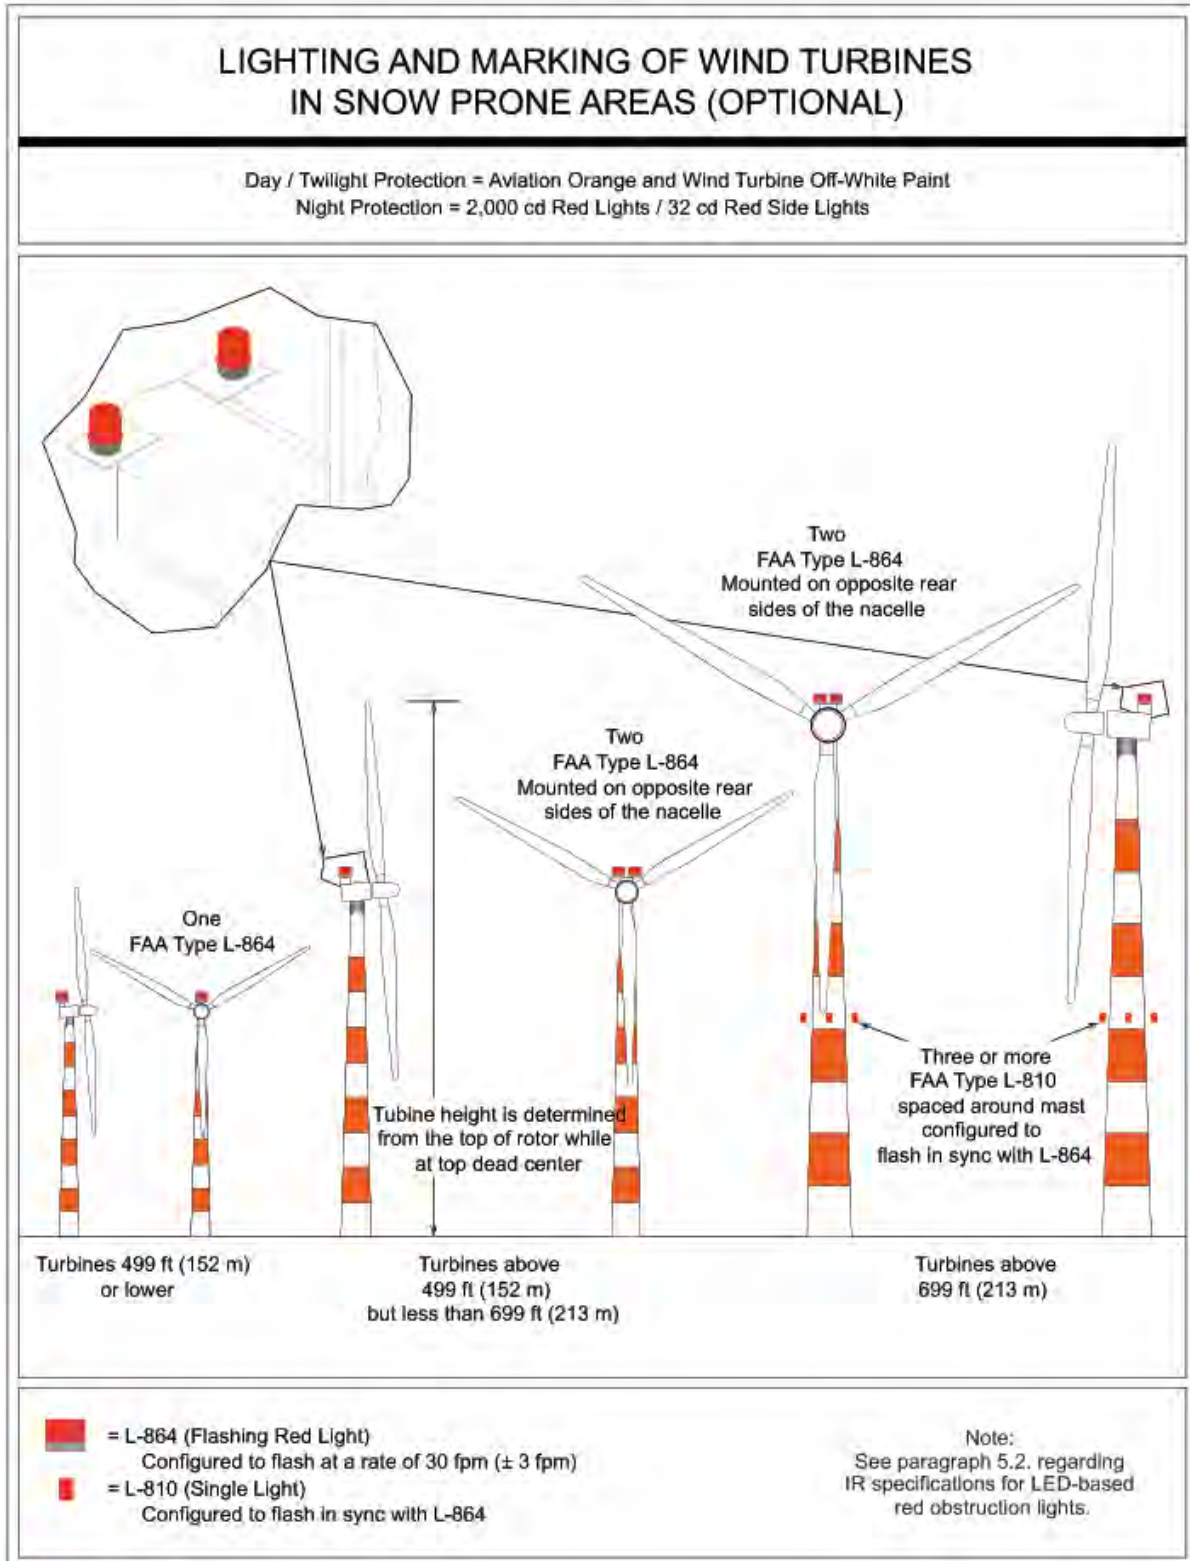 LIGHTING AND MARKING OF WIND TURBINES
IN SNOW PRONE AREAS (OPTIONAL)
Day / Twilight Protection = Aviation Orange and Wind Turbine Off-White Paint
Night Protection = 2,000 cd Red Lights / 32 cd Red Side Lights
Two
FAA Type L-864
Mounted on opposite rear
sides of the nacelle
Two
FAA Type L-864
Mounted on opposite rear
sides of the nacelle
One
FAA Type L-864
Three or more
FAA Type L-810
spaced around mast
configured to
flash in sync with L-864
Tubine height is determined
from the top of rotor while
at top dead center
Turbines 499 ft (152 m)
or lower
Turbines above
499 ft (152 m)
but less than 699 ft (213 m)
Turbines above
699 ft (213 m)
= L-864 (Flashing Red Light)
Configured to flash at a rate of 30 fpm (± 3 fpm)
= L-810 (Single Light)
Configured to flash in sync with L-864
Note:
See paragraph 5.2. regarding
IR specifications for LED-based
red obstruction lights.